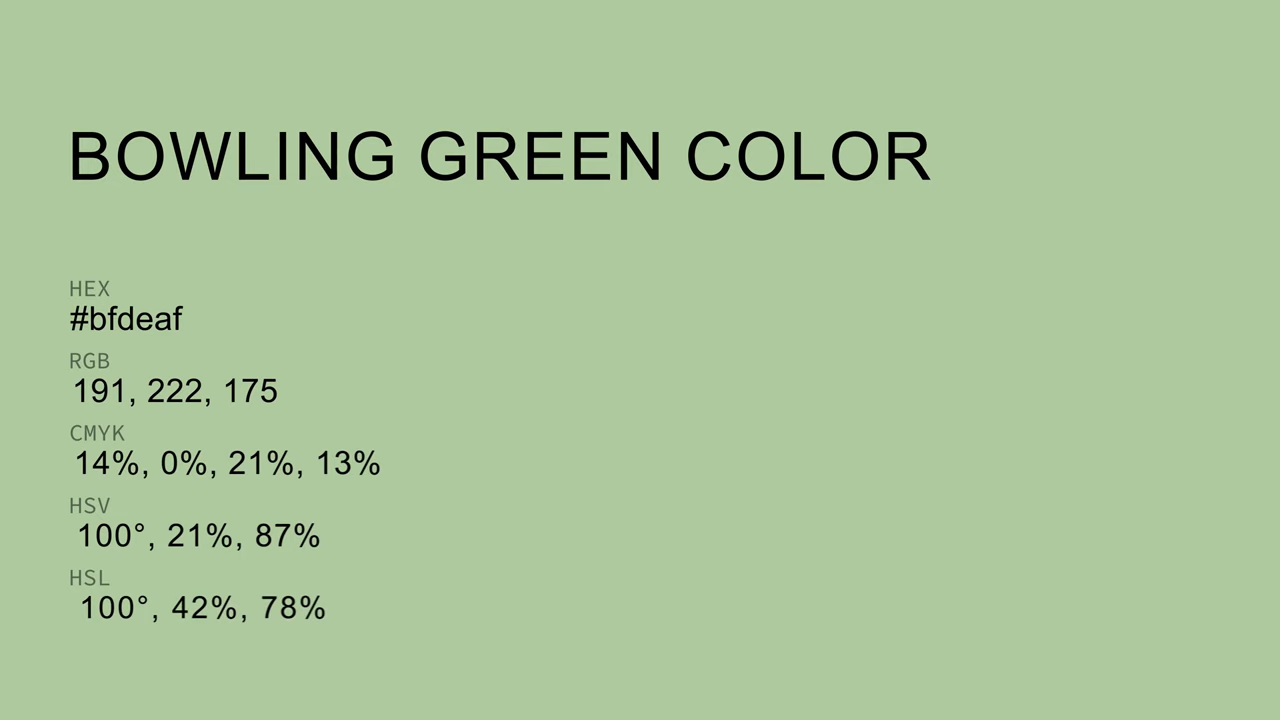 BOWLING GREEN COLOR
HEX
#bfdeaf
RGB
191, 222, 175
CMYK
14%, 0%, 21%, 13%
HSV
100°, 21%, 87%
HSL
100°, 42%, 78%